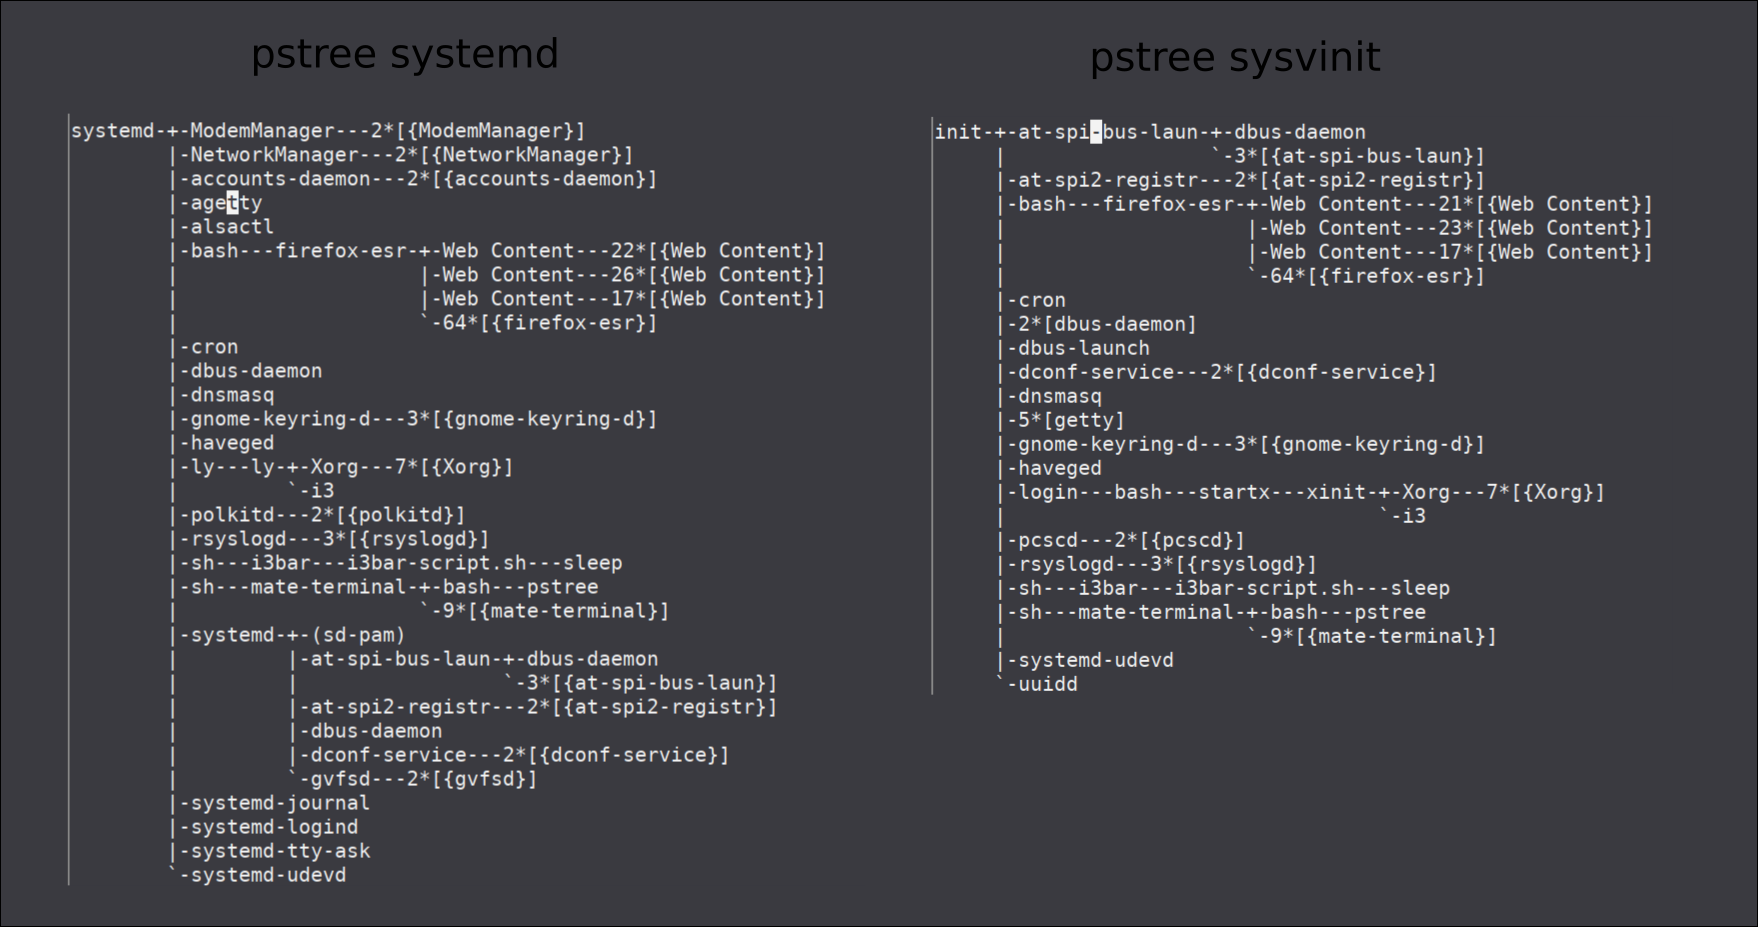 pstree systemd
systemd-+-ModemManager---2*[{ModemManager}]
        |-NetworkManager---2*[{NetworkManager}]
        |-accounts-daemon---2*[{accounts-daemon}]
        |-agetty
        |-alsactl
        |-bash---firefox-esr-+-Web Content---22*[{Web Content}]
        |                    |-Web Content---26*[{Web Content}]
        |                    |-Web Content---17*[{Web Content}]
        |                    `-64*[{firefox-esr}]
        |-cron
        |-dbus-daemon
        |-dnsmasq
        |-gnome-keyring-d---3*[{gnome-keyring-d}]
        |-haveged
        |-ly---ly-+-Xorg---7*[{Xorg}]
        |         `-i3
        |-polkitd---2*[{polkitd}]
        |-rsyslogd---3*[{rsyslogd}]
        |-sh---i3bar---i3bar-script.sh---sleep
        |-sh---mate-terminal-+-bash---pstree
        |                    `-9*[{mate-terminal}]
        |-systemd-+-(sd-pam)
        |         |-at-spi-bus-laun-+-dbus-daemon
        |         |                 `-3*[{at-spi-bus-laun}]
        |         |-at-spi2-registr---2*[{at-spi2-registr}]
        |         |-dbus-daemon
        |         |-dconf-service---2*[{dconf-service}]
        |         `-gvfsd---2*[{gvfsd}]
        |-systemd-journal
        |-systemd-logind
        |-systemd-tty-ask
        `-systemd-udevd
pstree sysvinit
init-+-at-spi-bus-laun-+-dbus-daemon
     |                 `-3*[{at-spi-bus-laun}]
     |-at-spi2-registr---2*[{at-spi2-registr}]
     |-bash---firefox-esr-+-Web Content---21*[{Web Content}]
     |                    |-Web Content---23*[{Web Content}]
     |                    |-Web Content---17*[{Web Content}]
     |                    `-64*[{firefox-esr}]
     |-cron
     |-2*[dbus-daemon]
     |-dbus-launch
     |-dconf-service---2*[{dconf-service}]
     |-dnsmasq
     |-5*[getty]
     |-gnome-keyring-d---3*[{gnome-keyring-d}]
     |-haveged
     |-login---bash---startx---xinit-+-Xorg---7*[{Xorg}]
     |                               `-i3
     |-pcscd---2*[{pcscd}]
     |-rsyslogd---3*[{rsyslogd}]
     |-sh---i3bar---i3bar-script.sh---sleep
     |-sh---mate-terminal-+-bash---pstree
     |                    `-9*[{mate-terminal}]
     |-systemd-udevd
     `-uuidd